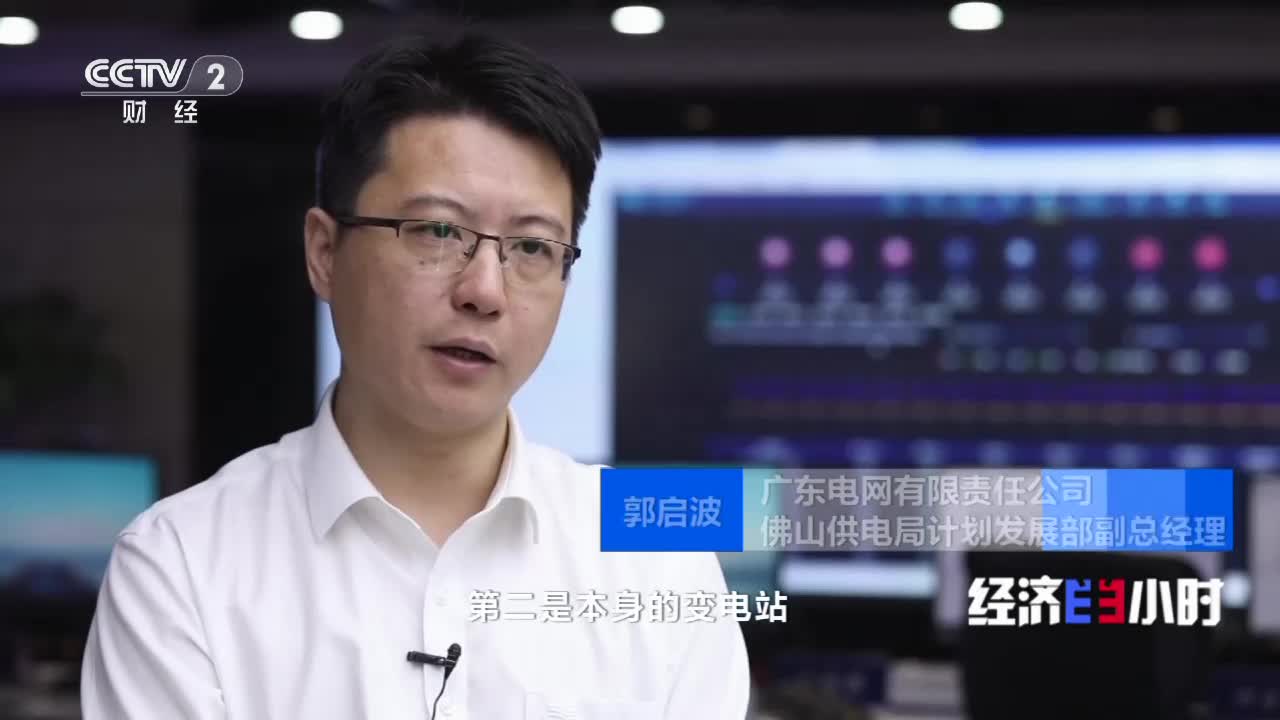 CCTV 2
财经
郭启波
广东电网有限责任公司
佛山供电局计划发展部副总经理
第二是本身的变电站
经济半小时